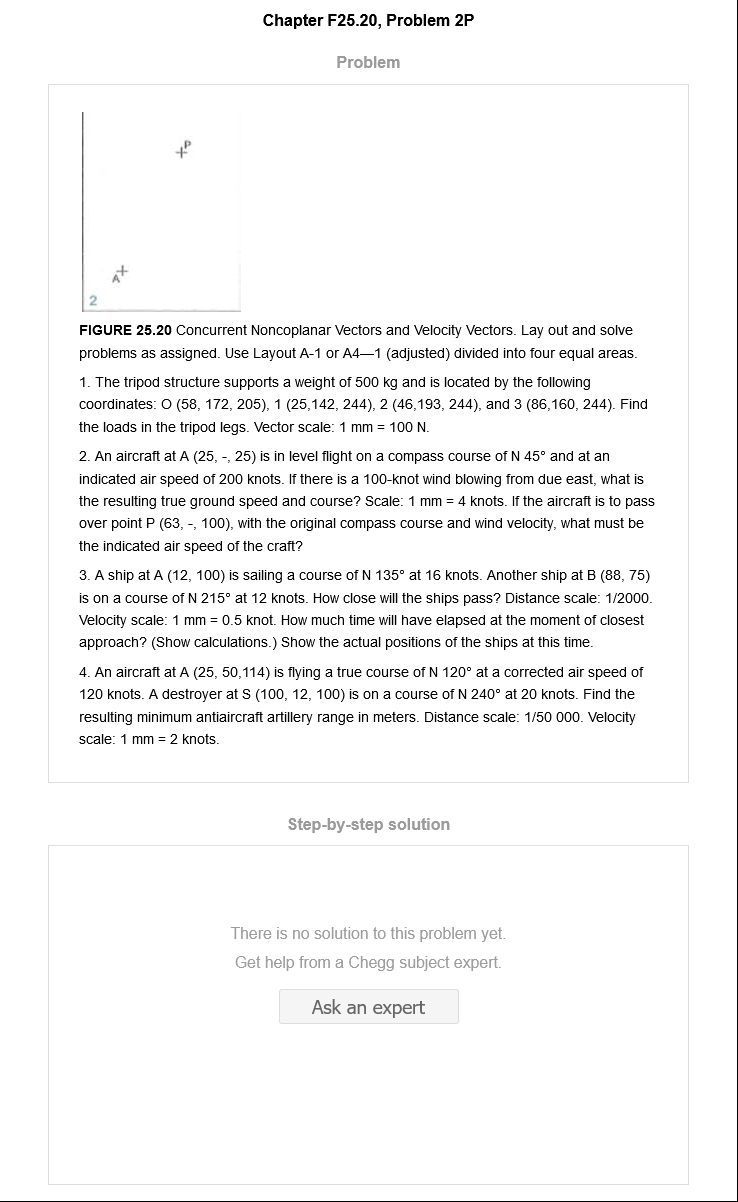 Chapter F25.20, Problem 2P
Problem
P
A
2
FIGURE 25.20 Concurrent Noncoplanar Vectors and Velocity Vectors. Lay out and solve
problems as assigned. Use Layout A-1 or A4—1 (adjusted) divided into four equal areas.
1. The tripod structure supports a weight of 500 kg and is located by the following
coordinates: O (58, 172, 205), 1 (25,142, 244), 2 (46,193, 244), and 3 (86,160, 244). Find
the loads in the tripod legs. Vector scale: 1 mm = 100 N.
2. An aircraft at A (25, -, 25) is in level flight on a compass course of N 45° and at an
indicated air speed of 200 knots. If there is a 100-knot wind blowing from due east, what is
the resulting true ground speed and course? Scale: 1 mm = 4 knots. If the aircraft is to pass
over point P (63, -, 100), with the original compass course and wind velocity, what must be
the indicated air speed of the craft?
3. A ship at A (12, 100) is sailing a course of N 135° at 16 knots. Another ship at B (88, 75)
is on a course of N 215° at 12 knots. How close will the ships pass? Distance scale: 1/2000.
Velocity scale: 1 mm = 0.5 knot. How much time will have elapsed at the moment of closest
approach? (Show calculations.) Show the actual positions of the ships at this time.
4. An aircraft at A (25, 50,114) is flying a true course of N 120° at a corrected air speed of
120 knots. A destroyer at S (100, 12, 100) is on a course of N 240° at 20 knots. Find the
resulting minimum antiaircraft artillery range in meters. Distance scale: 1/50 000. Velocity
scale: 1 mm = 2 knots.
Step-by-step solution
There is no solution to this problem yet.
Get help from a Chegg subject expert.
Ask an expert